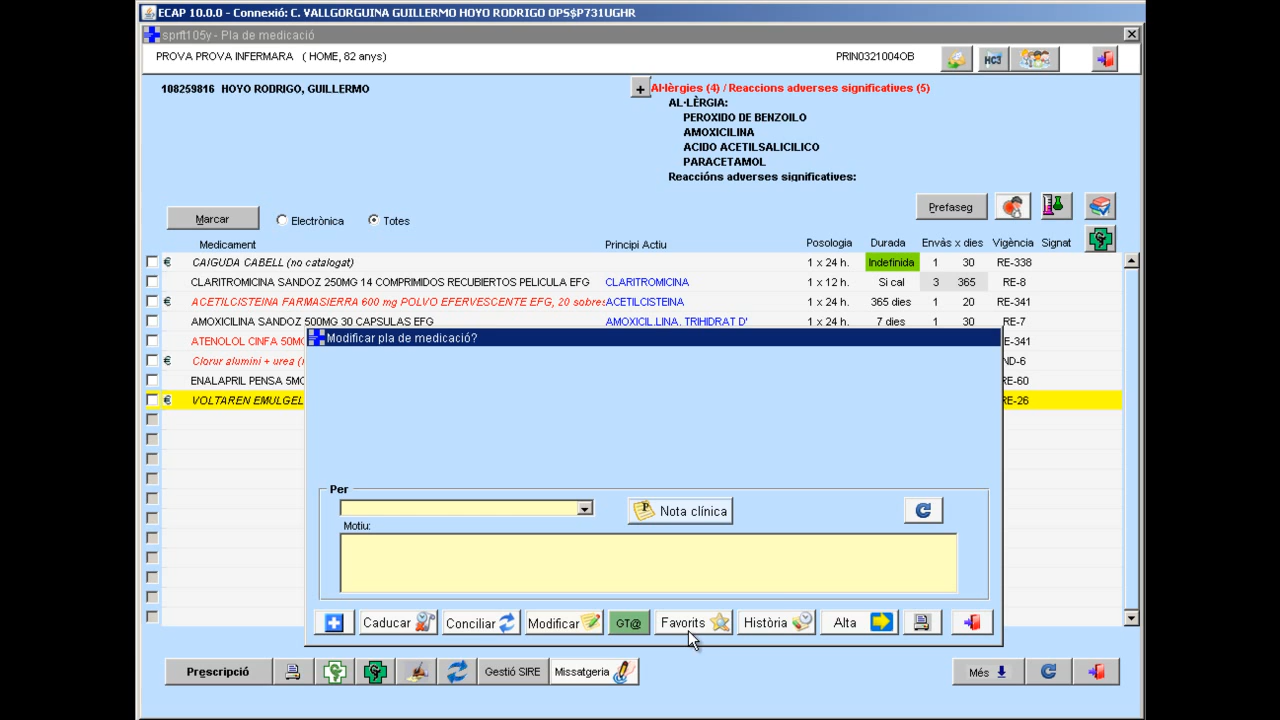 ECAP 10.0.0 - Connexió: C. VALLGORGUINA GUILLERMO HOYO RODRIGO OPS$P731UGHR
sprft105y - Pla de medicació
PROVA PROVA INFERMARA ( HOME, 82 anys) PRIN0321004OB HC3
108259816 HOYO RODRIGO, GUILLERMO
+ Al·lèrgies (4) / Reaccions adverses significatives (5)
AL·LÈRGIA:
PEROXIDO DE BENZOILO
AMOXICILINA
ACIDO ACETILSALICILICO
PARACETAMOL
Reaccións adverses significatives:
Marcar Electrònica Totes Prefaseg
Medicament Principi Actiu Posologia Durada Envàs x dies Vigència Signat
€ CAIGUDA CABELL (no catalogat) 1 x 24 h. Indefinida 1 30 RE-338
CLARITROMICINA SANDOZ 250MG 14 COMPRIMIDOS RECUBIERTOS PELICULA EFG CLARITROMICINA 1 x 12 h. Si cal 3 365 RE-8
€ ACETILCISTEINA FARMASIERRA 600 mg POLVO EFERVESCENTE EFG, 20 sobres ACETILCISTEINA 1 x 24 h. 365 dies 1 20 RE-341
AMOXICILINA SANDOZ 500MG 30 CAPSULAS EFG AMOXICIL.LINA. TRIHIDRAT D' 1 x 24 h. 7 dies 1 30 RE-7
ATENOLOL CINFA 50MG RE-341
€ Clorur alumini + urea ND-6
ENALAPRIL PENSA 5MG RE-60
€ VOLTAREN EMULGEL RE-26
Modificar pla de medicació?
Per
Nota clínica
Motiu:
Caducar Conciliar Modificar GT@ Favorits Història Alta
Prescripció Gestió SIRE Missatgeria Més